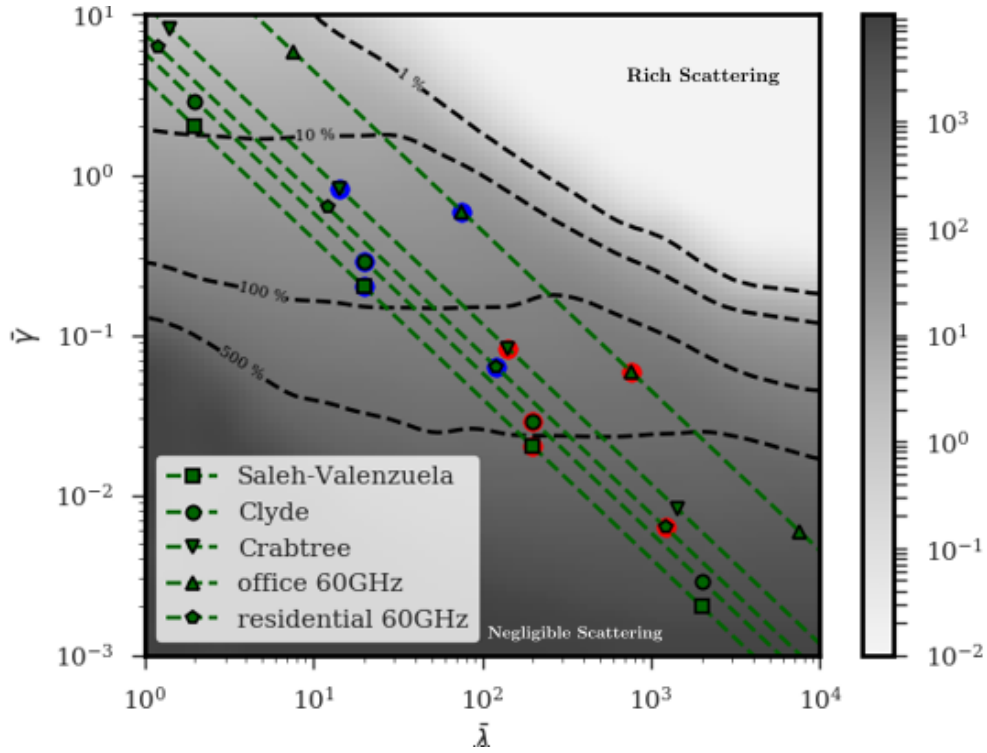 10¹
10⁰
10⁻¹
10⁻²
10⁻³
γ̄
1 %
10 %
100 %
500 %
Rich Scattering
Negligible Scattering
Saleh-Valenzuela
Clyde
Crabtree
office 60GHz
residential 60GHz
10⁰
10¹
10²
10³
10⁴
λ̄
10³
10²
10¹
10⁰
10⁻¹
10⁻²